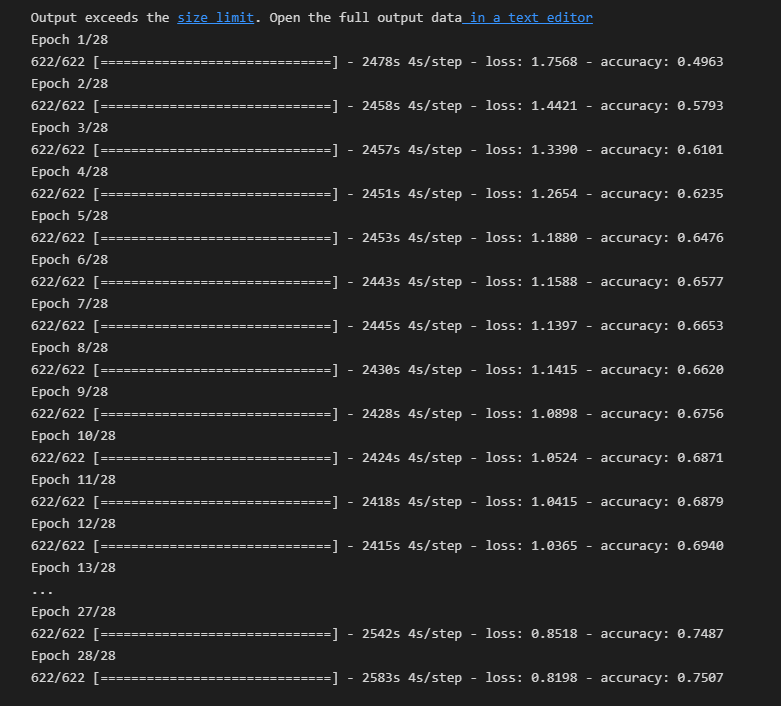 Output exceeds the size limit. Open the full output data in a text editor
Epoch 1/28
622/622 [==============================] - 2478s 4s/step - loss: 1.7568 - accuracy: 0.4963
Epoch 2/28
622/622 [==============================] - 2458s 4s/step - loss: 1.4421 - accuracy: 0.5793
Epoch 3/28
622/622 [==============================] - 2457s 4s/step - loss: 1.3390 - accuracy: 0.6101
Epoch 4/28
622/622 [==============================] - 2451s 4s/step - loss: 1.2654 - accuracy: 0.6235
Epoch 5/28
622/622 [==============================] - 2453s 4s/step - loss: 1.1880 - accuracy: 0.6476
Epoch 6/28
622/622 [==============================] - 2443s 4s/step - loss: 1.1588 - accuracy: 0.6577
Epoch 7/28
622/622 [==============================] - 2445s 4s/step - loss: 1.1397 - accuracy: 0.6653
Epoch 8/28
622/622 [==============================] - 2430s 4s/step - loss: 1.1415 - accuracy: 0.6620
Epoch 9/28
622/622 [==============================] - 2428s 4s/step - loss: 1.0898 - accuracy: 0.6756
Epoch 10/28
622/622 [==============================] - 2424s 4s/step - loss: 1.0524 - accuracy: 0.6871
Epoch 11/28
622/622 [==============================] - 2418s 4s/step - loss: 1.0415 - accuracy: 0.6879
Epoch 12/28
622/622 [==============================] - 2415s 4s/step - loss: 1.0365 - accuracy: 0.6940
Epoch 13/28
...
Epoch 27/28
622/622 [==============================] - 2542s 4s/step - loss: 0.8518 - accuracy: 0.7487
Epoch 28/28
622/622 [==============================] - 2583s 4s/step - loss: 0.8198 - accuracy: 0.7507